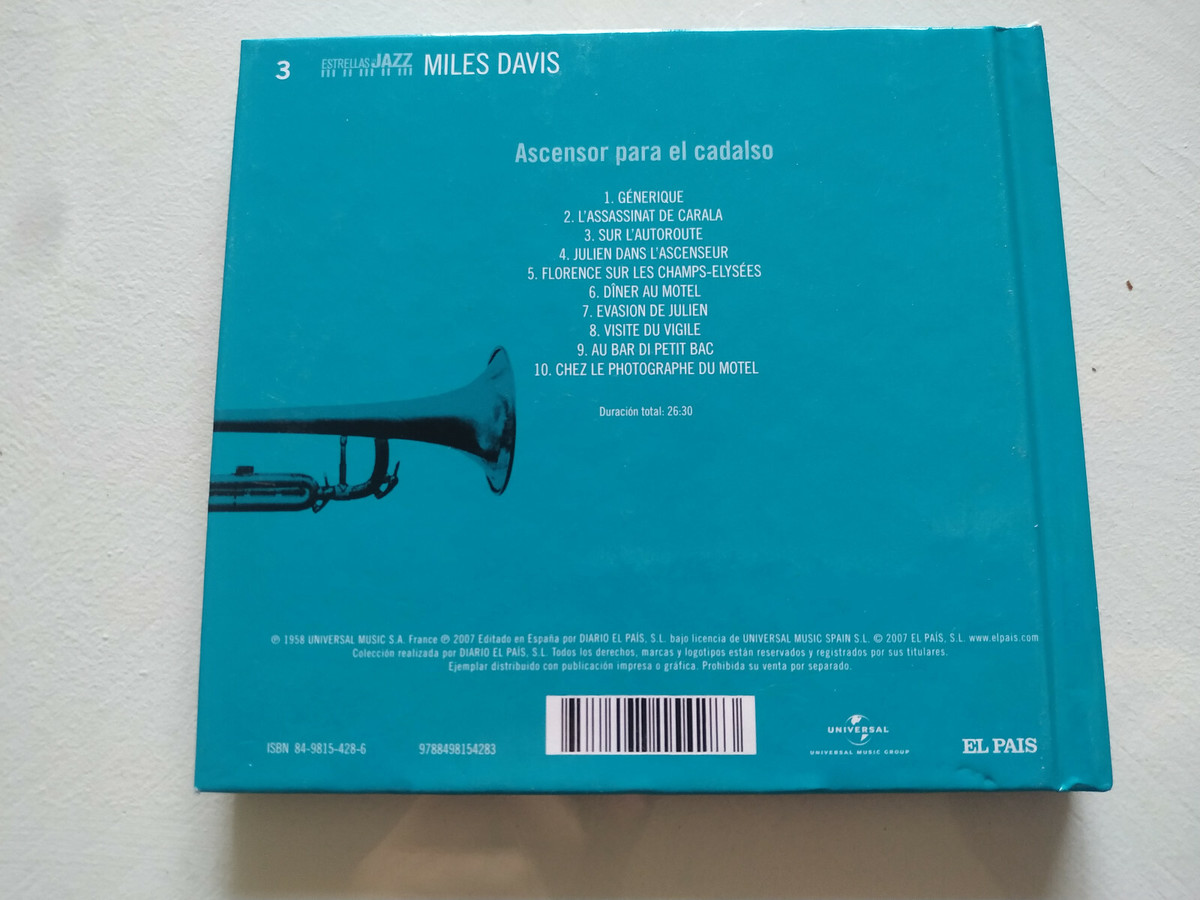 3 ESTRELLAS DE JAZZ MILES DAVIS
Ascensor para el cadalso
1. GÉNERIQUE
2. L'ASSASSINAT DE CARALA
3. SUR L'AUTOROUTE
4. JULIEN DANS L'ASCENSEUR
5. FLORENCE SUR LES CHAMPS-ELYSÉES
6. DÎNER AU MOTEL
7. EVASION DE JULIEN
8. VISITE DU VIGILE
9. AU BAR DI PETIT BAC
10. CHEZ LE PHOTOGRAPHE DU MOTEL
Duración total: 26:30
℗ 1958 UNIVERSAL MUSIC S.A. France ℗ 2007 Editado en España por DIARIO EL PAÍS, S.L. bajo licencia de UNIVERSAL MUSIC SPAIN S.L. © 2007 EL PAÍS, S.L. www.elpais.com
Colección realizada por DIARIO EL PAÍS, S.L. Todos los derechos, marcas y logotipos están reservados y registrados por sus titulares.
Ejemplar distribuido con publicación impresa o gráfica. Prohibida su venta por separado.
ISBN 84-9815-428-6 9788498154283
UNIVERSAL
UNIVERSAL MUSIC GROUP
EL PAIS